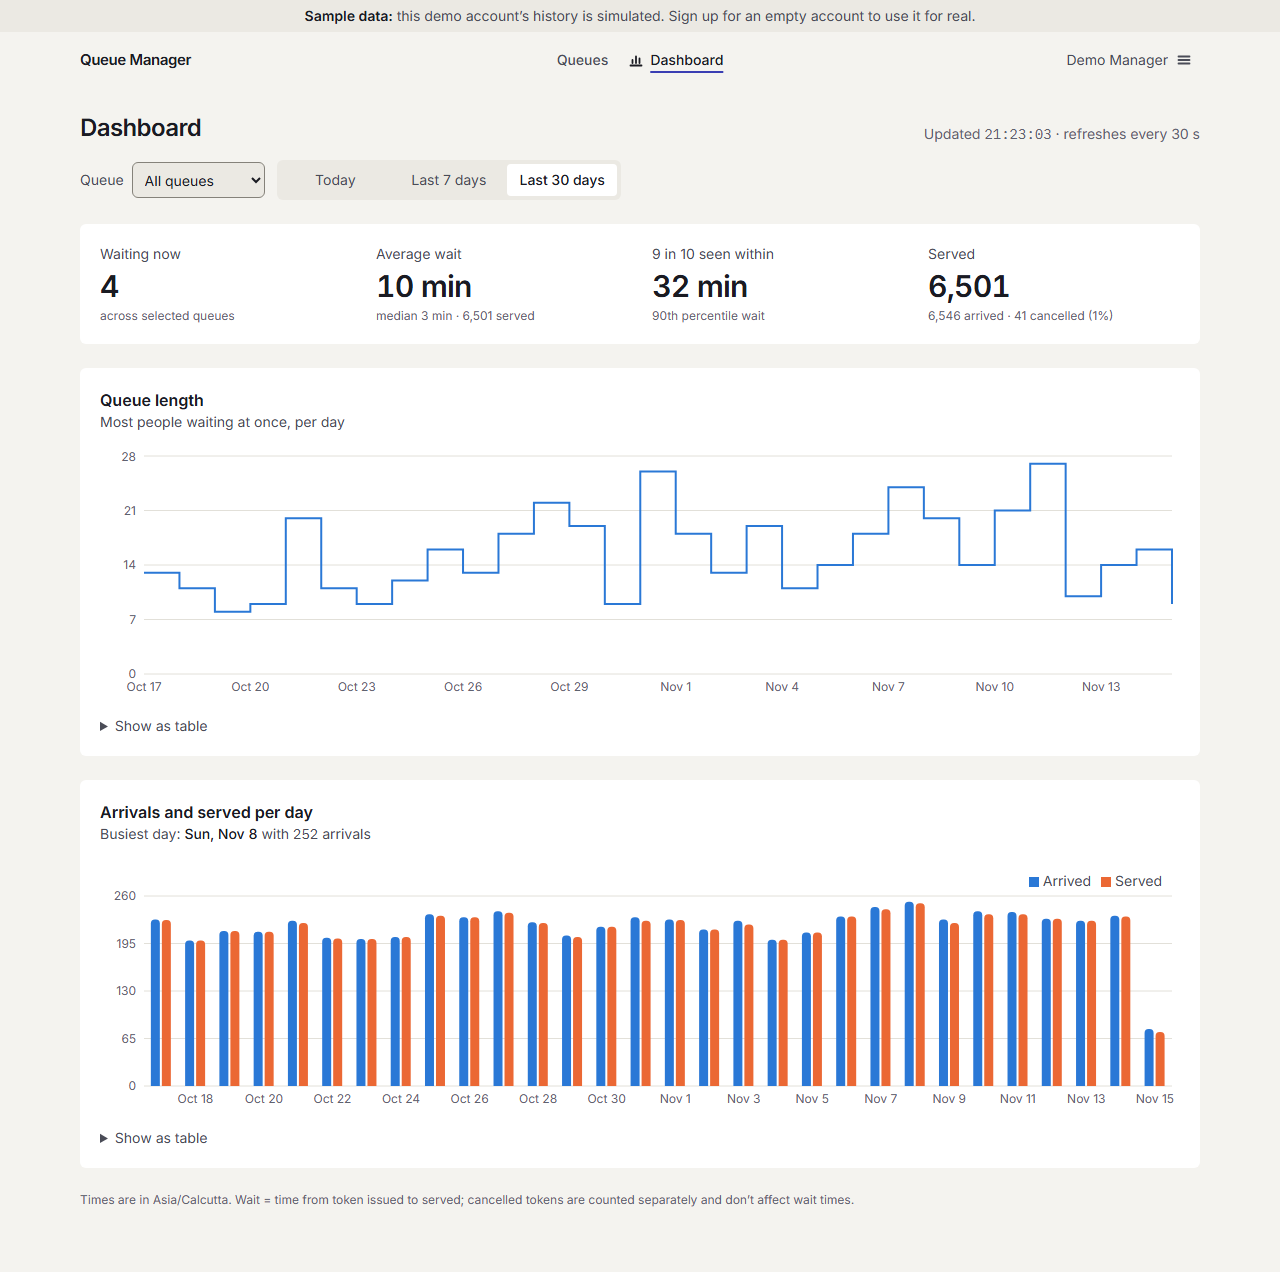 Sample data: this demo account’s history is simulated. Sign up for an empty account to use it for real.
Queue Manager
Queues
Dashboard
Demo Manager
Dashboard
Updated 21:23:03 · refreshes every 30 s
Queue
All queues
Today
Last 7 days
Last 30 days
Waiting now
4
across selected queues
Average wait
10 min
median 3 min · 6,501 served
9 in 10 seen within
32 min
90th percentile wait
Served
6,501
6,546 arrived · 41 cancelled (1%)
Queue length
Most people waiting at once, per day
28
21
14
7
0
Oct 17 Oct 20 Oct 23 Oct 26 Oct 29 Nov 1 Nov 4 Nov 7 Nov 10 Nov 13
Show as table
Arrivals and served per day
Busiest day: Sun, Nov 8 with 252 arrivals
Arrived Served
260
195
130
65
0
Oct 18 Oct 20 Oct 22 Oct 24 Oct 26 Oct 28 Oct 30 Nov 1 Nov 3 Nov 5 Nov 7 Nov 9 Nov 11 Nov 13 Nov 15
Show as table
Times are in Asia/Calcutta. Wait = time from token issued to served; cancelled tokens are counted separately and don’t affect wait times.